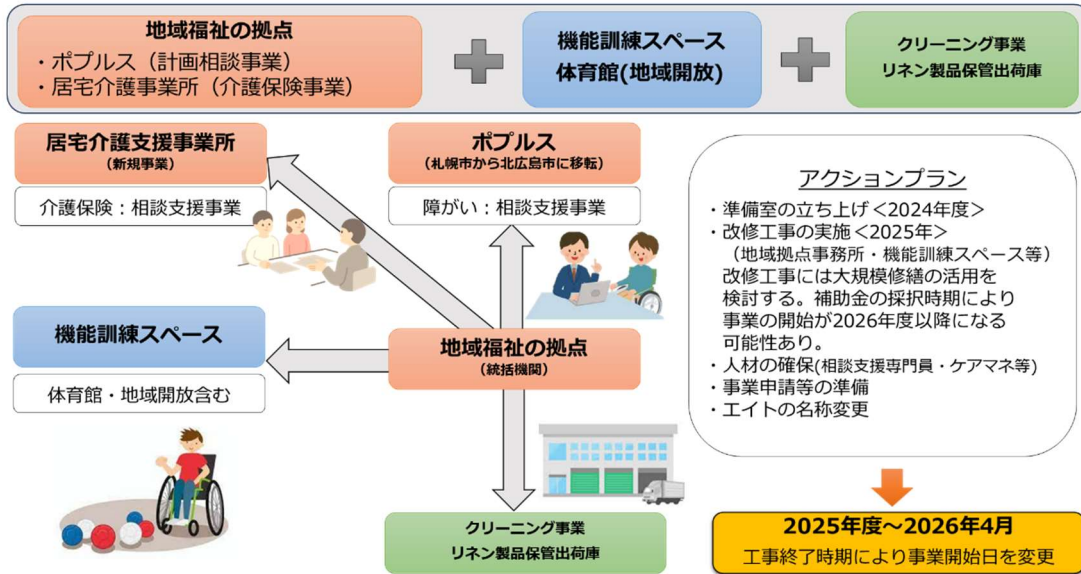 地域福祉の拠点
・ポプルス（計画相談事業）
・居宅介護事業所（介護保険事業）
機能訓練スペース
体育館(地域開放)
クリーニング事業
リネン製品保管出荷庫
居宅介護支援事業所
（新規事業）
介護保険：相談支援事業
ポプルス
（札幌市から北広島市に移転）
障がい：相談支援事業
機能訓練スペース
体育館・地域開放含む
地域福祉の拠点
（統括機関）
クリーニング事業
リネン製品保管出荷庫
アクションプラン
・準備室の立ち上げ＜2024年度＞
・改修工事の実施＜2025年＞
（地域拠点事務所・機能訓練スペース等）
改修工事には大規模修繕の活用を
検討する。補助金の採択時期により
事業の開始が2026年度以降になる
可能性あり。
・人材の確保(相談支援専門員・ケアマネ等)
・事業申請等の準備
・エイトの名称変更
2025年度～2026年4月
工事終了時期により事業開始日を変更